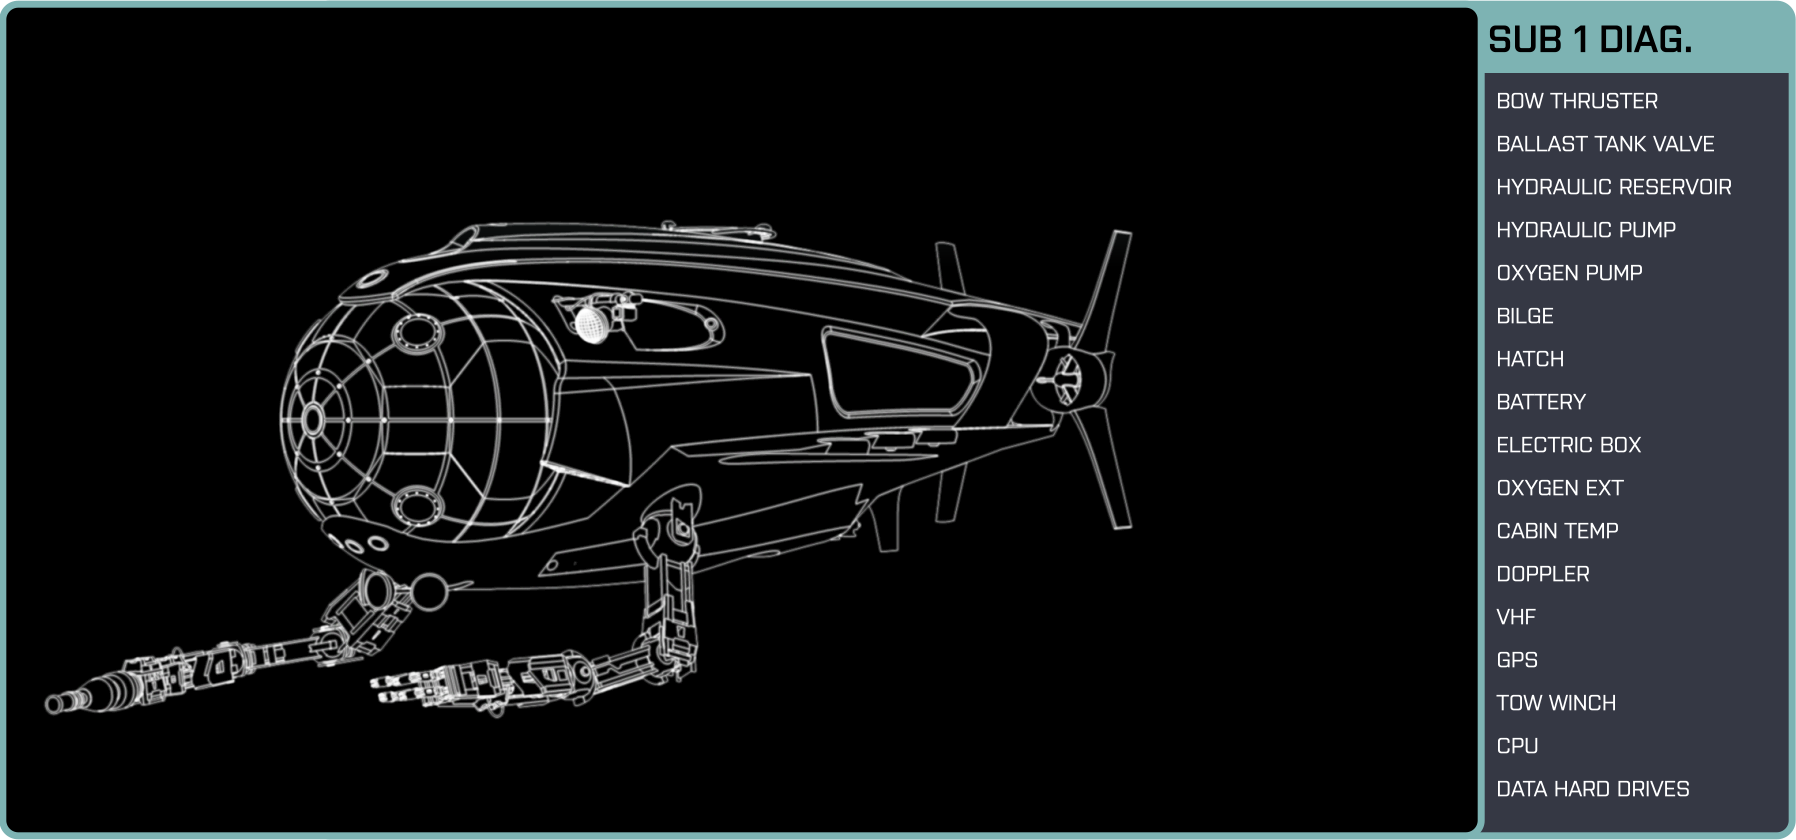 SUB 1 DIAG.
BOW THRUSTER
BALLAST TANK VALVE
HYDRAULIC RESERVOIR
HYDRAULIC PUMP
OXYGEN PUMP
BILGE
HATCH
BATTERY
ELECTRIC BOX
OXYGEN EXT
CABIN TEMP
DOPPLER
VHF
GPS
TOW WINCH
CPU
DATA HARD DRIVES